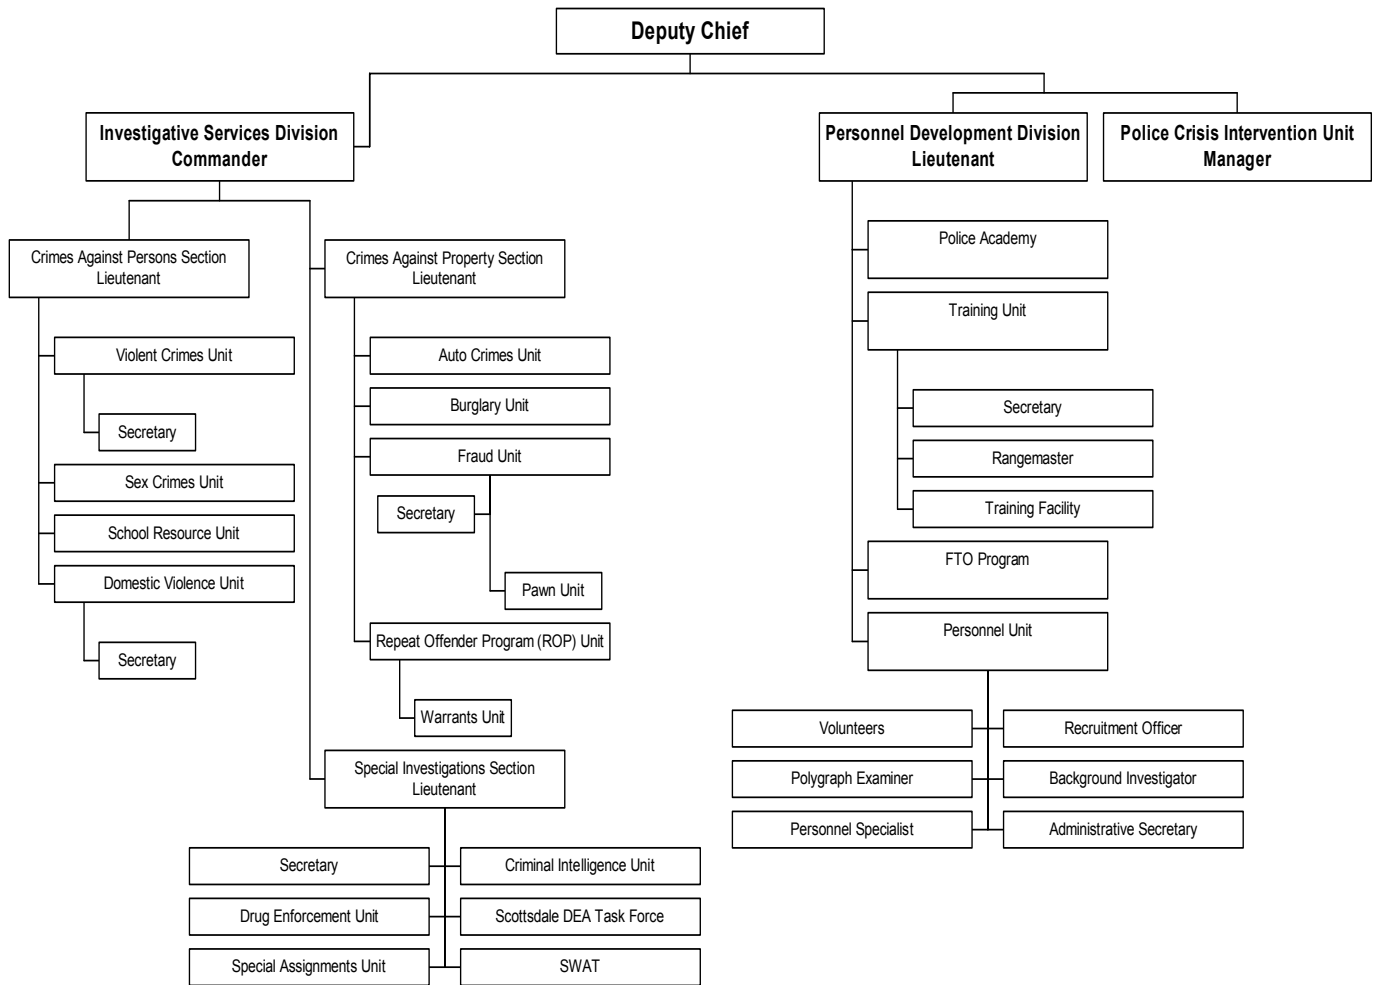 Deputy Chief
Investigative Services Division
Commander
Personnel Development Division
Lieutenant
Police Crisis Intervention Unit
Manager
Crimes Against Persons Section
Lieutenant
Violent Crimes Unit
Secretary
Sex Crimes Unit
School Resource Unit
Domestic Violence Unit
Secretary
Crimes Against Property Section
Lieutenant
Auto Crimes Unit
Burglary Unit
Fraud Unit
Secretary
Pawn Unit
Repeat Offender Program (ROP) Unit
Warrants Unit
Special Investigations Section
Lieutenant
Secretary
Criminal Intelligence Unit
Drug Enforcement Unit
Scottsdale DEA Task Force
Special Assignments Unit
SWAT
Police Academy
Training Unit
Secretary
Rangemaster
Training Facility
FTO Program
Personnel Unit
Volunteers
Recruitment Officer
Polygraph Examiner
Background Investigator
Personnel Specialist
Administrative Secretary